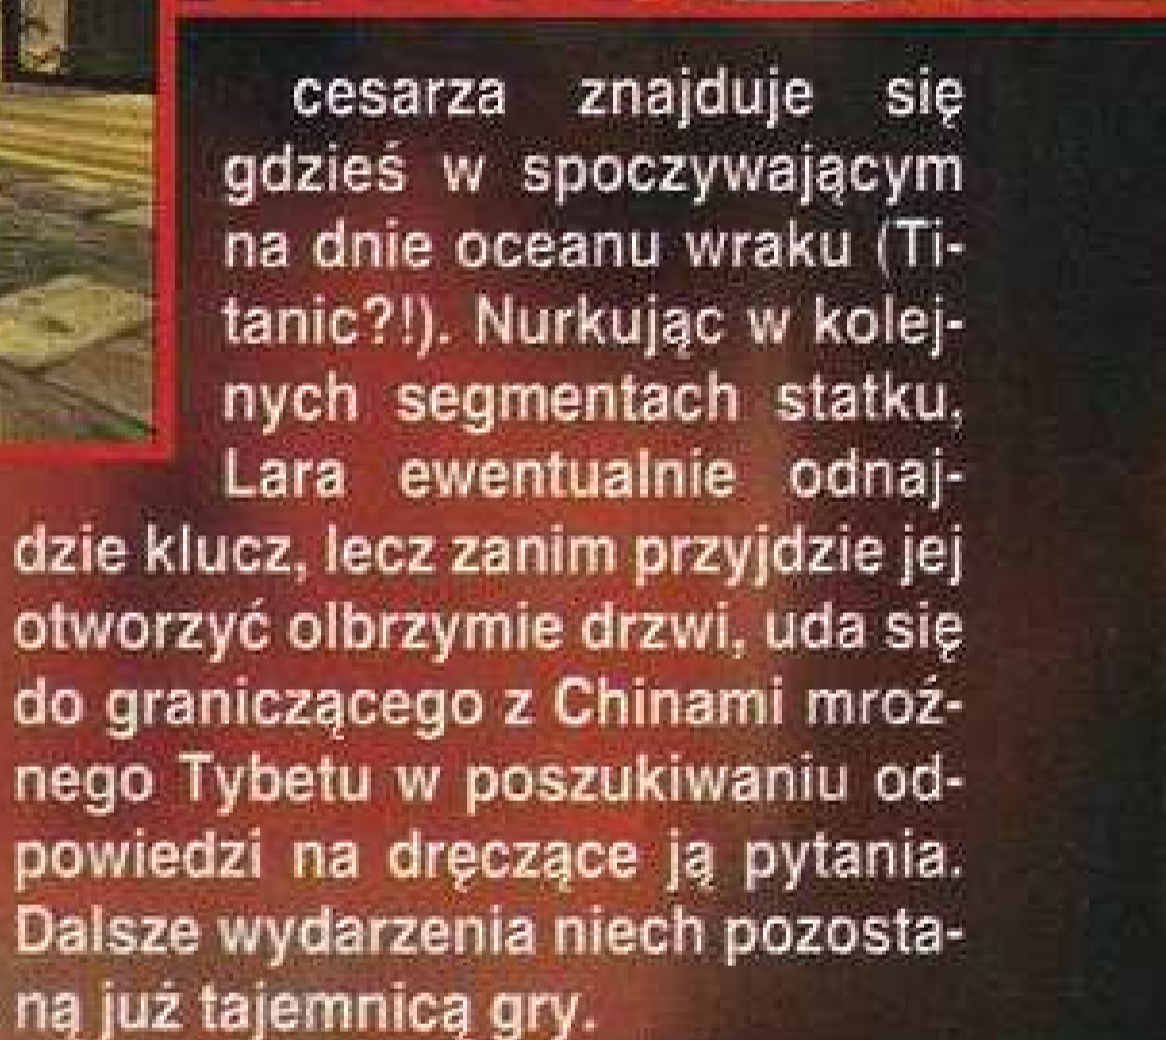 cesarza znajduje się
gdzieś w spoczywającym
na dnie oceanu wraku (Ti-
tanic?!). Nurkując w kolej-
nych segmentach statku,
Lara ewentualnie odnaj-
dzie klucz, lecz zanim przyjdzie jej
otworzyć olbrzymie drzwi, uda się
do graniczącego z Chinami mroź-
nego Tybetu w poszukiwaniu od-
powiedzi na dręczące ją pytania.
Dalsze wydarzenia niech pozosta-
ną już tajemnicą gry.